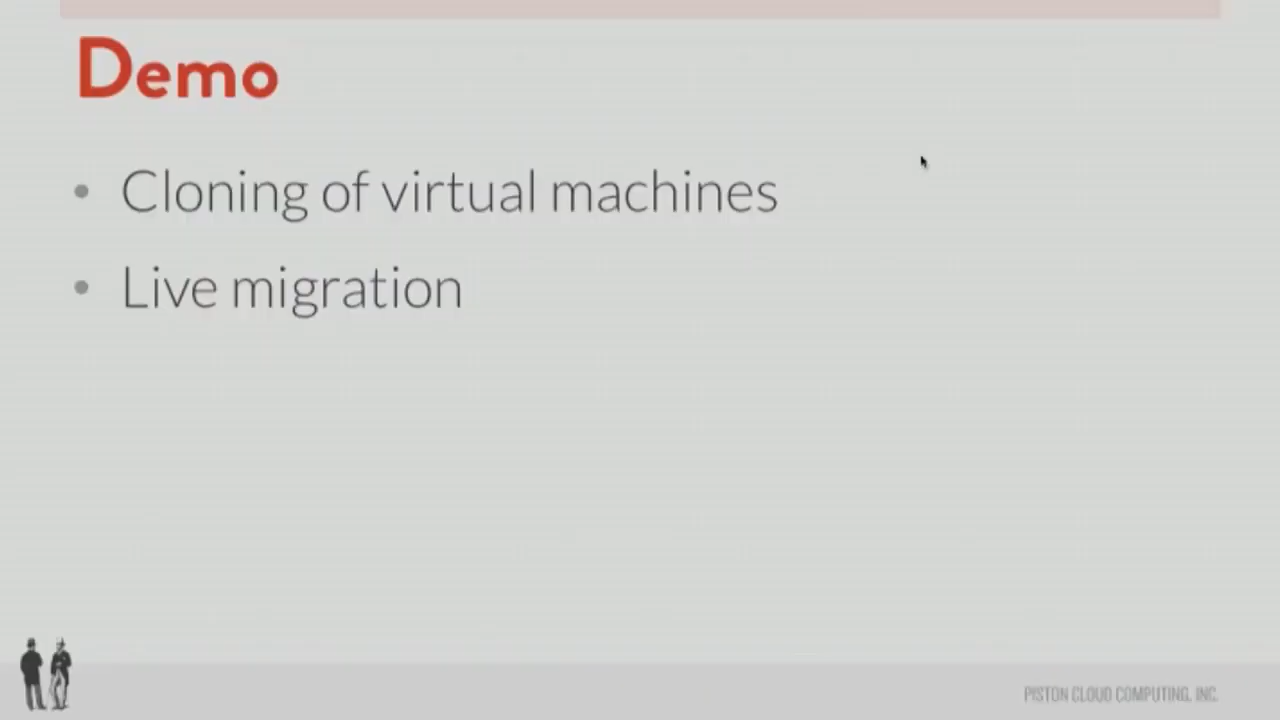 Demo
• Cloning of virtual machines
• Live migration
PISTON CLOUD COMPUTING, INC.